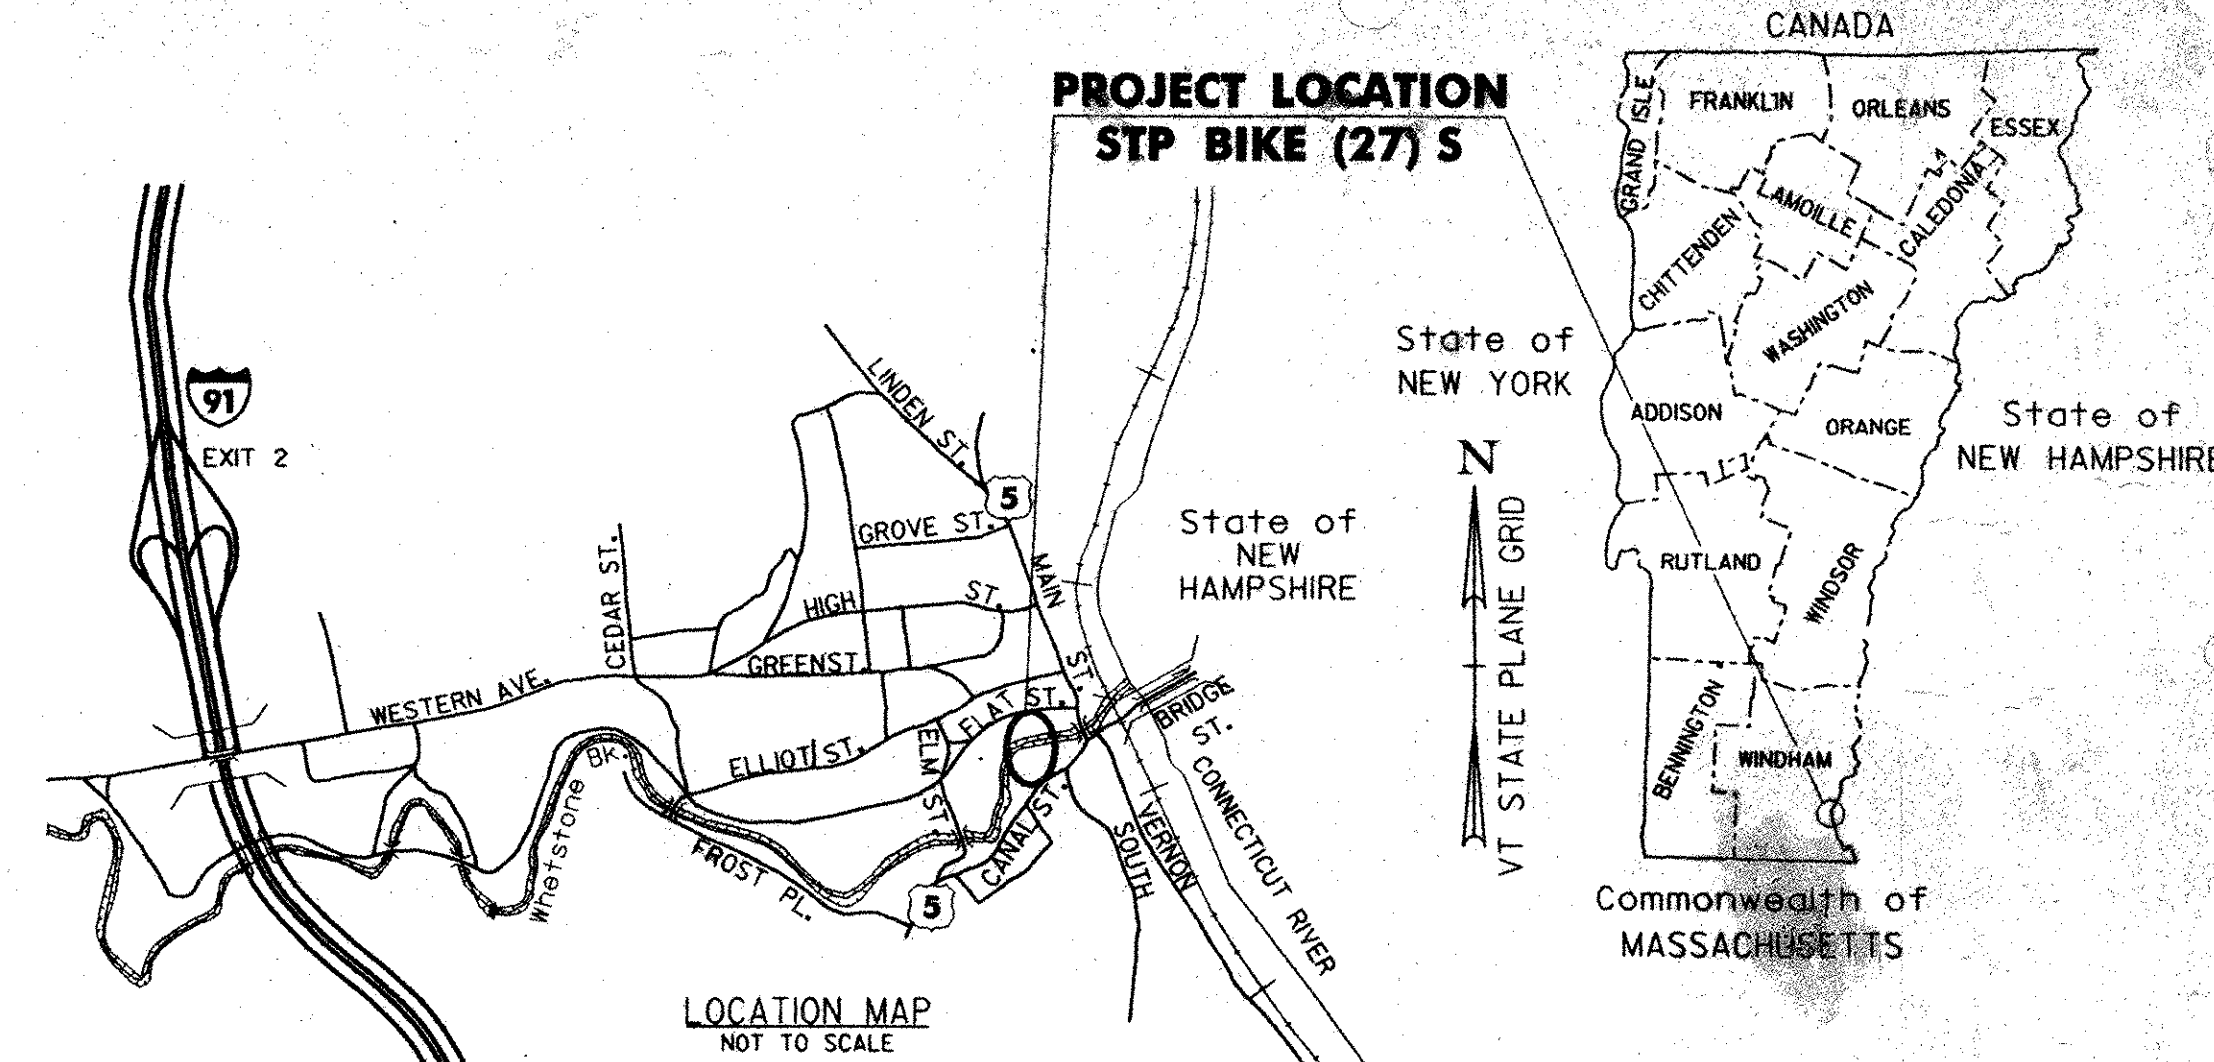 CANADA
PROJECT LOCATION
STP BIKE (27) S
GRAND ISLE
FRANKLIN
ORLEANS
ESSEX
LAMOILLE
CALEDONIA
CHITTENDEN
WASHINGTON
State of
NEW YORK
ADDISON
ORANGE
State of
NEW HAMPSHIRE
RUTLAND
WINDSOR
BENNINGTON
WINDHAM
Commonwealth of
MASSACHUSETTS
N
VT STATE PLANE GRID
91
EXIT 2
LINDEN ST.
5
GROVE ST.
MAIN
ST.
State of
NEW
HAMPSHIRE
CEDAR ST.
HIGH
ST.
GREEN ST.
WESTERN AVE.
FLAT ST.
BRIDGE
ST.
ELLIOT ST.
ELM
ST.
Whetstone Bk.
CANAL ST.
FROST PL.
5
SOUTH
VERNON
CONNECTICUT RIVER
LOCATION MAP
NOT TO SCALE